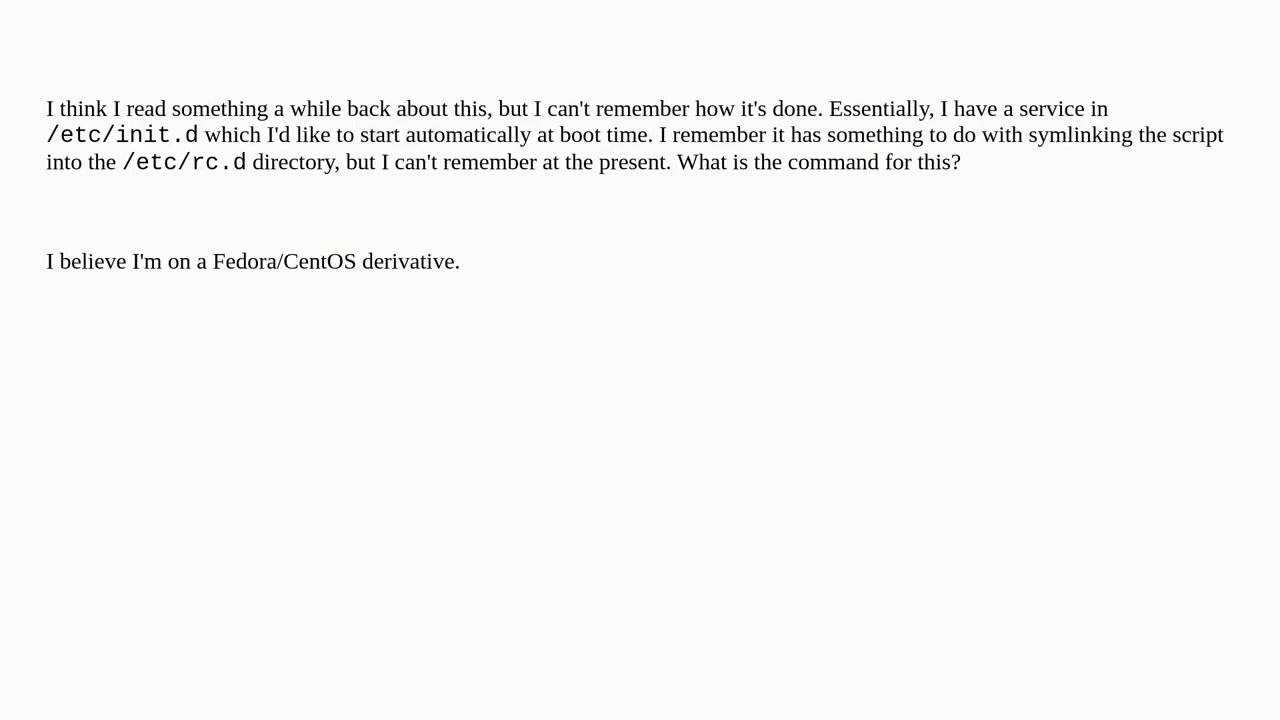 I think I read something a while back about this, but I can't remember how it's done. Essentially, I have a service in
/etc/init.d which I'd like to start automatically at boot time. I remember it has something to do with symlinking the script
into the /etc/rc.d directory, but I can't remember at the present. What is the command for this?
I believe I'm on a Fedora/CentOS derivative.